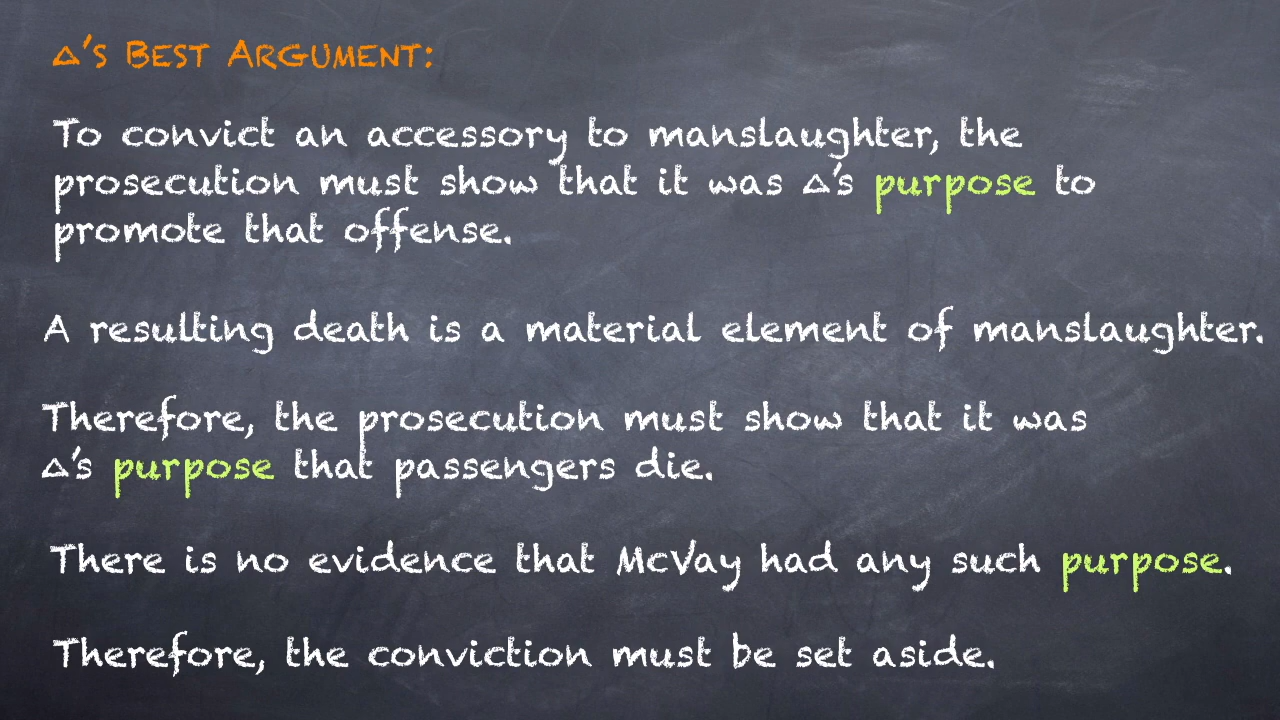 Δ's Best Argument:
To convict an accessory to manslaughter, the
prosecution must show that it was Δ's purpose to
promote that offense.
A resulting death is a material element of manslaughter.
Therefore, the prosecution must show that it was
Δ's purpose that passengers die.
There is no evidence that McVay had any such purpose.
Therefore, the conviction must be set aside.